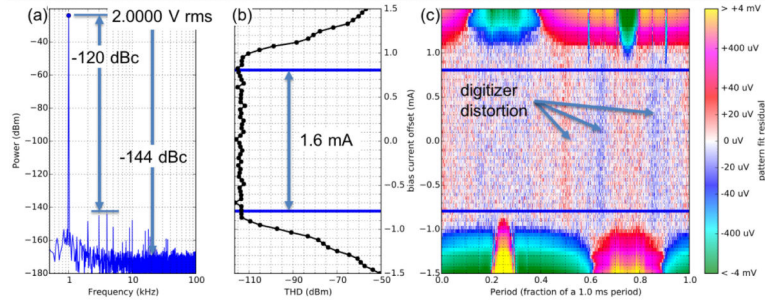 (a)
2.0000 V rms
-120 dBc
-144 dBc
Power (dBm)
−40
−60
−80
−100
−120
−140
−160
−180
1
10
100
Frequency (kHz)
(b)
1.6 mA
1.5
1.0
0.5
0.0
−0.5
−1.0
−1.5
bias current offset (mA)
−110
−90
−70
−50
THD (dBm)
(c)
digitizer
distortion
1.0
0.5
0.0
−0.5
−1.0
−1.5
0.0
0.2
0.4
0.6
0.8
1.0
Period (fraction of a 1.0 ms period)
> +4 mV
+400 uV
+40 uV
+20 uV
0 uV
−20 uV
−40 uV
−400 uV
< −4 mV
pattern fit residual